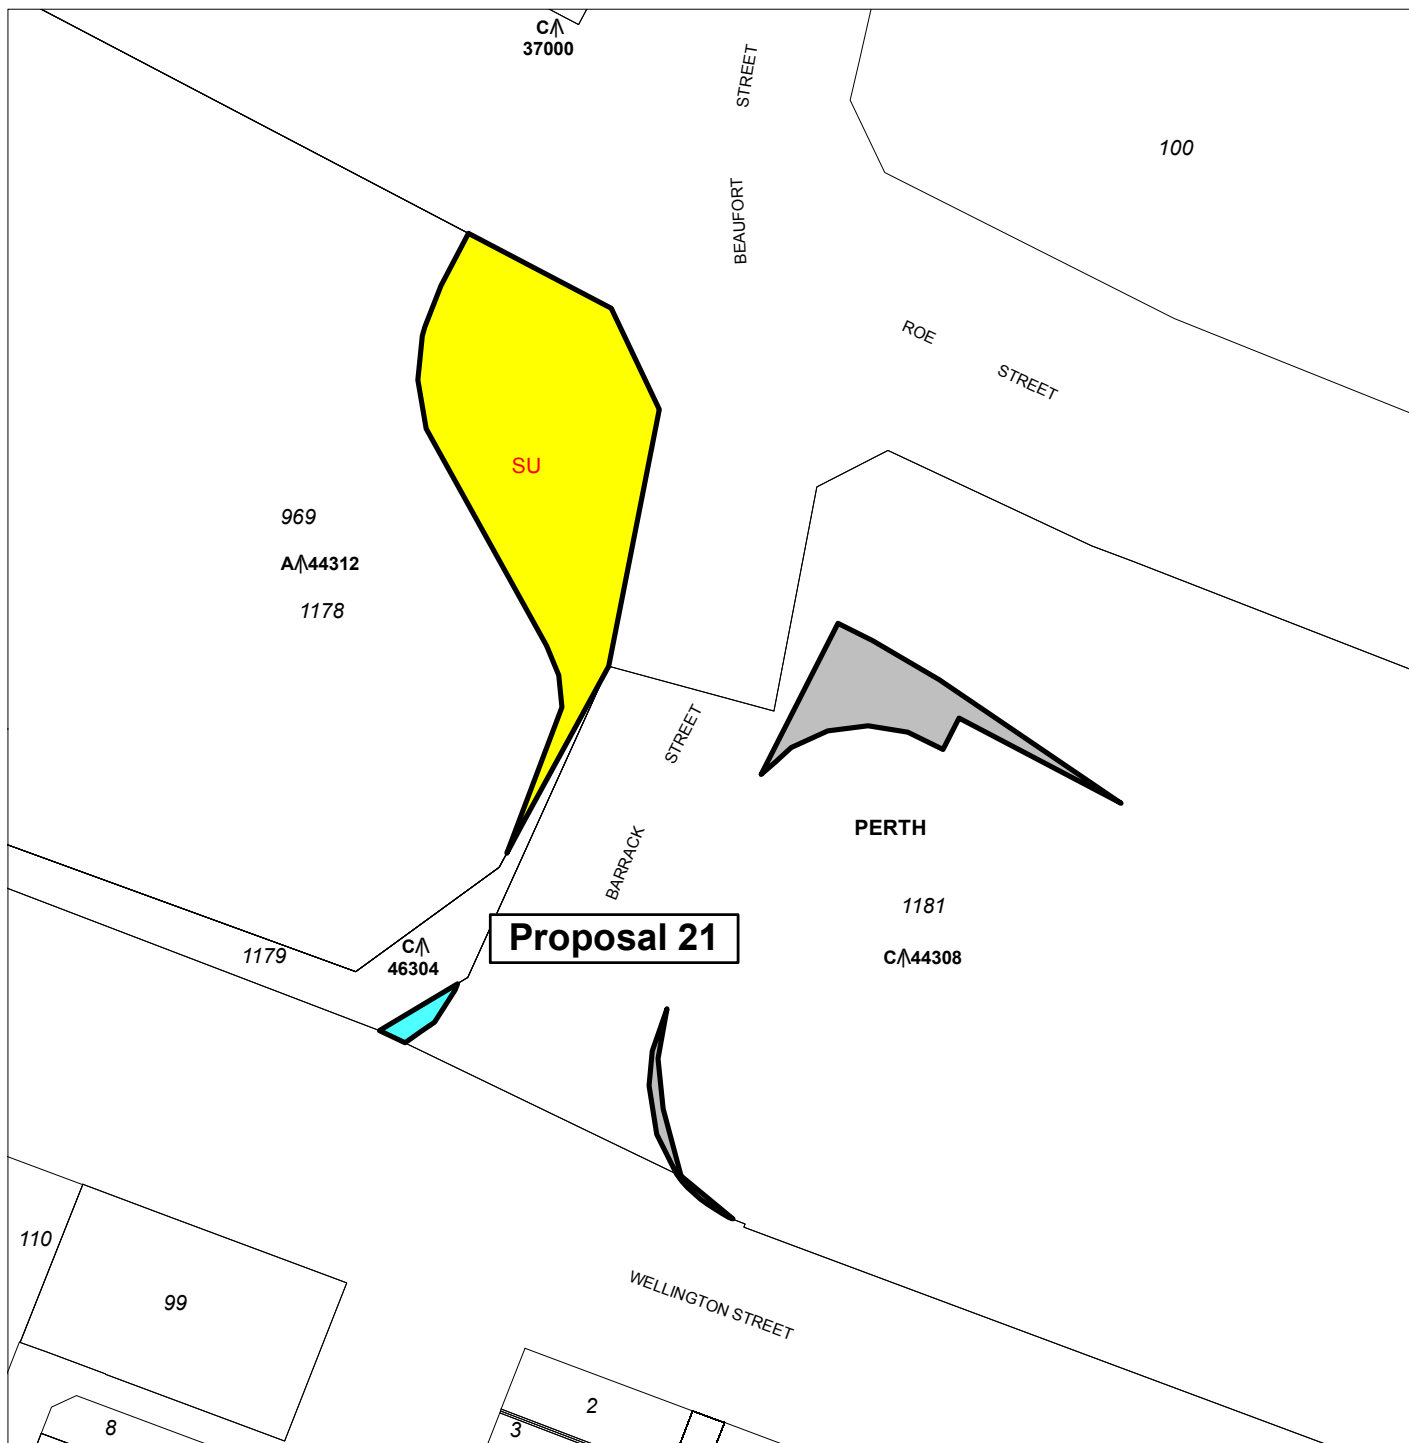 C/|\
37000
STREET
BEAUFORT
100
ROE
STREET
SU
969
A/|\44312
1178
STREET
BARRACK
PERTH
1181
C/|\44308
Proposal 21
1179
C/|\
46304
110
99
WELLINGTON STREET
8
2
3